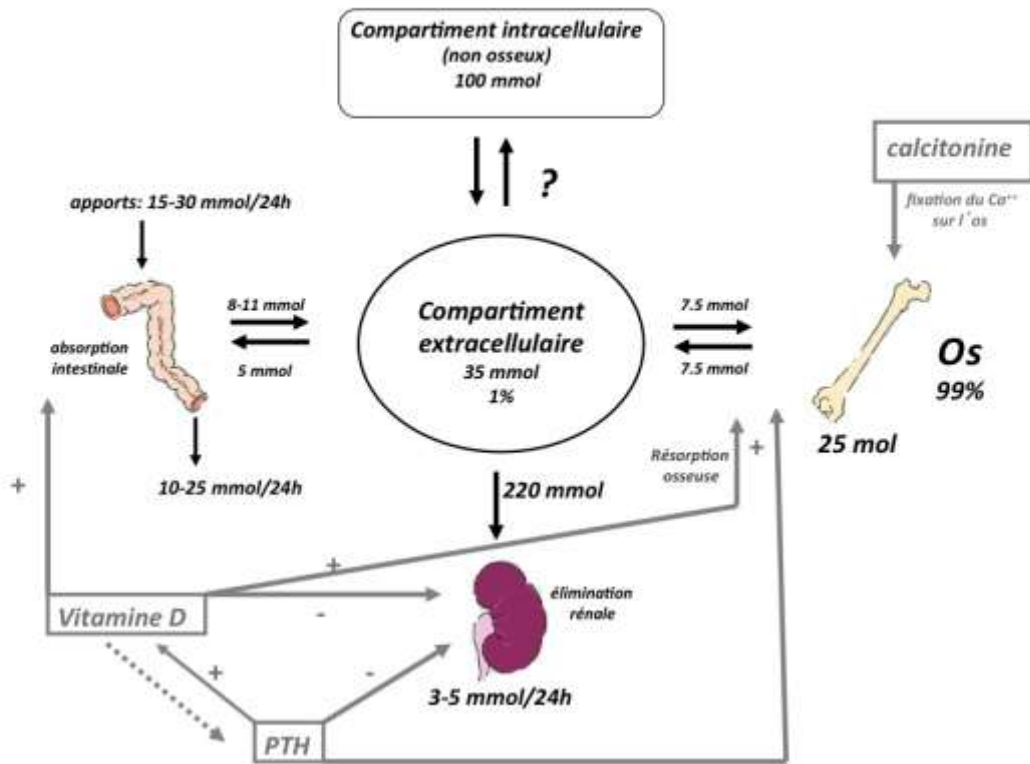 Compartiment intracellulaire
(non osseux)
100 mmol
calcitonine
?
apports: 15-30 mmol/24h
fixation du Ca⁺⁺
sur l'os
8-11 mmol
absorption
intestinale
5 mmol
Compartiment
extracellulaire
35 mmol
1%
7.5 mmol
7.5 mmol
Os
99%
25 mol
10-25 mmol/24h
Résorption
osseuse
+
+
220 mmol
+
élimination
rénale
Vitamine D
-
+
-
3-5 mmol/24h
PTH